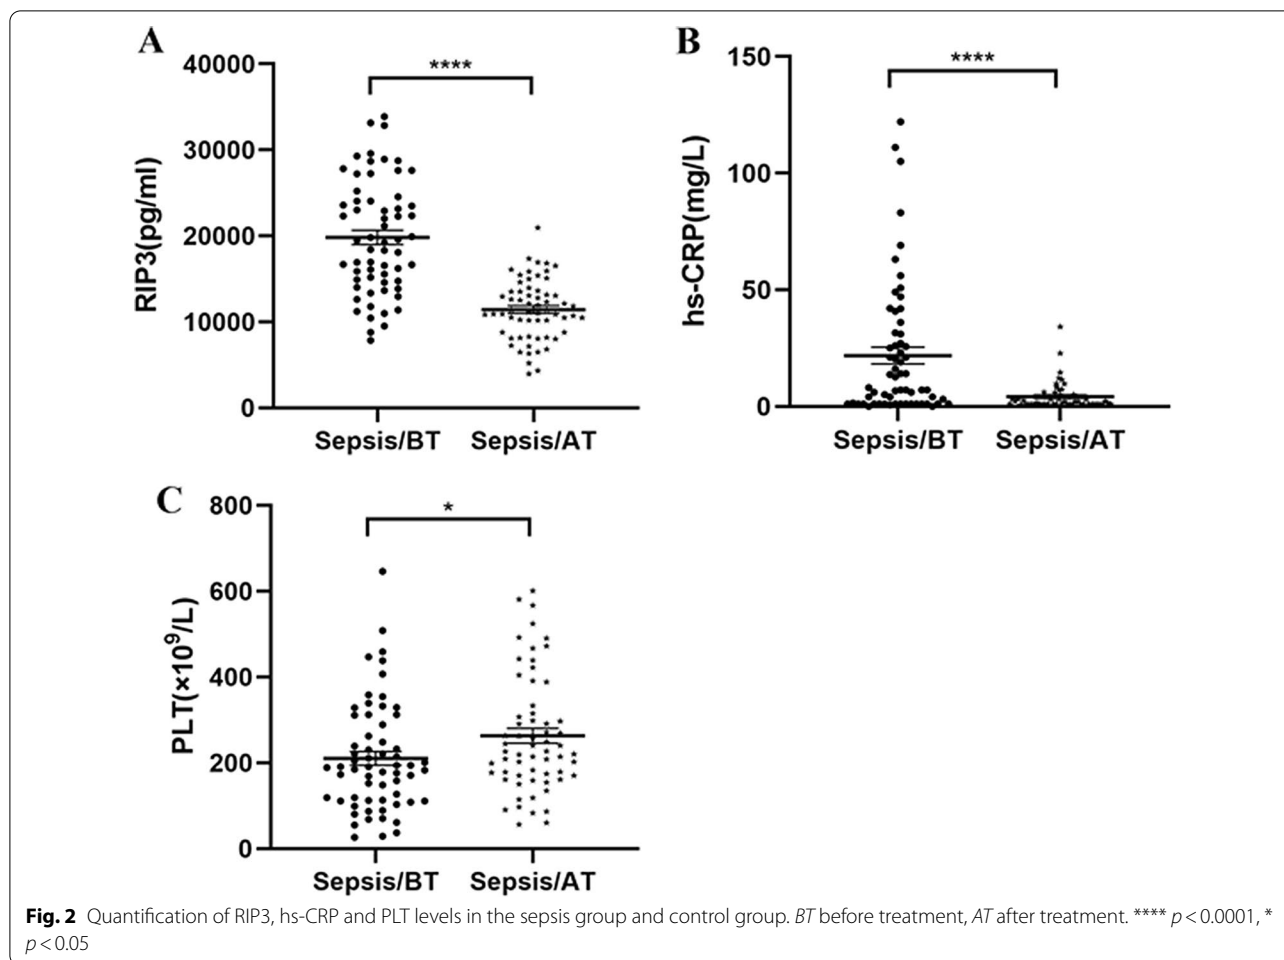 A
40000
30000
20000
10000
0
RIP3(pg/ml)
****
Sepsis/BT
Sepsis/AT
B
150
100
50
0
hs-CRP(mg/L)
****
Sepsis/BT
Sepsis/AT
C
800
600
400
200
0
PLT(×10⁹/L)
*
Sepsis/BT
Sepsis/AT
Fig. 2 Quantification of RIP3, hs-CRP and PLT levels in the sepsis group and control group. BT before treatment, AT after treatment. **** p < 0.0001, *
p < 0.05